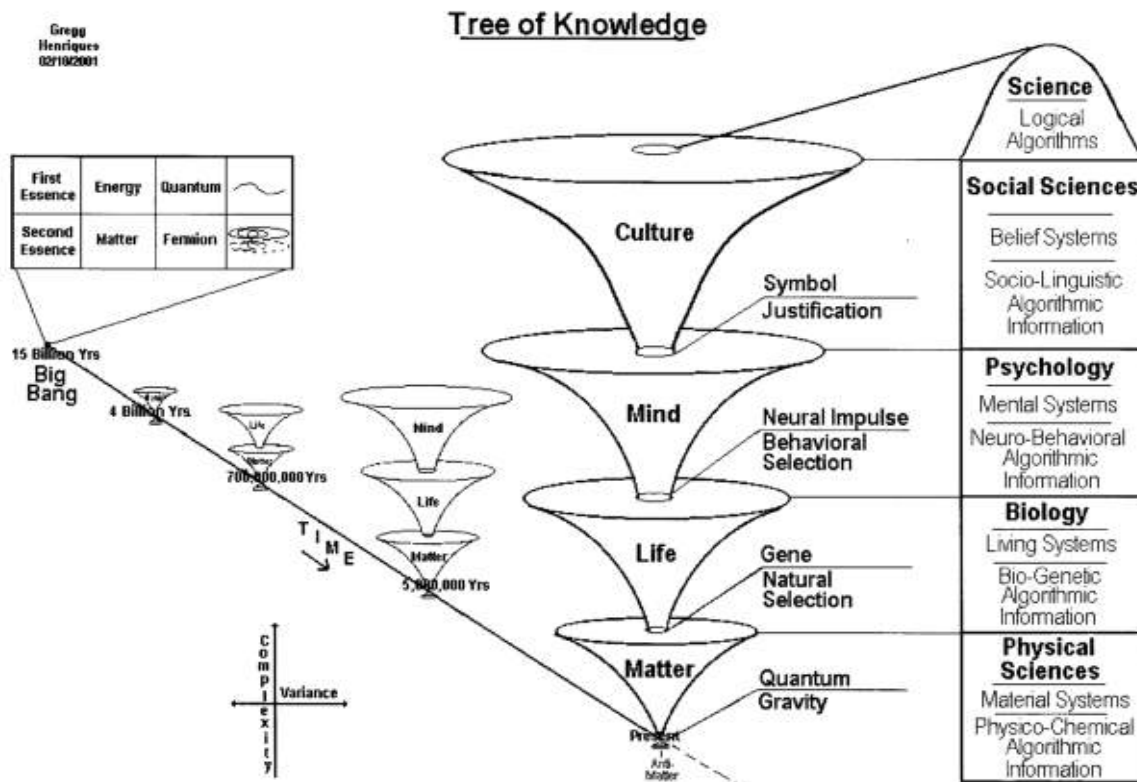 Gregg
Henriques
02/10/2001
Tree of Knowledge
First
Essence
Energy
Quantum
Second
Essence
Matter
Fermion
15 Billion Yrs
Big
Bang
4 Billion Yrs
Life
700,000,000 Yrs
Mind
Life
Matter
5,000,000 Yrs
TIME
Complexity
Variance
Culture
Symbol
Justification
Mind
Neural Impulse
Behavioral
Selection
Life
Gene
Natural
Selection
Matter
Quantum
Gravity
Present
Anti-
Matter
Science
Logical
Algorithms
Social Sciences
Belief Systems
Socio-Linguistic
Algorithmic
Information
Psychology
Mental Systems
Neuro-Behavioral
Algorithmic
Information
Biology
Living Systems
Bio-Genetic
Algorithmic
Information
Physical
Sciences
Material Systems
Physico-Chemical
Algorithmic
Information